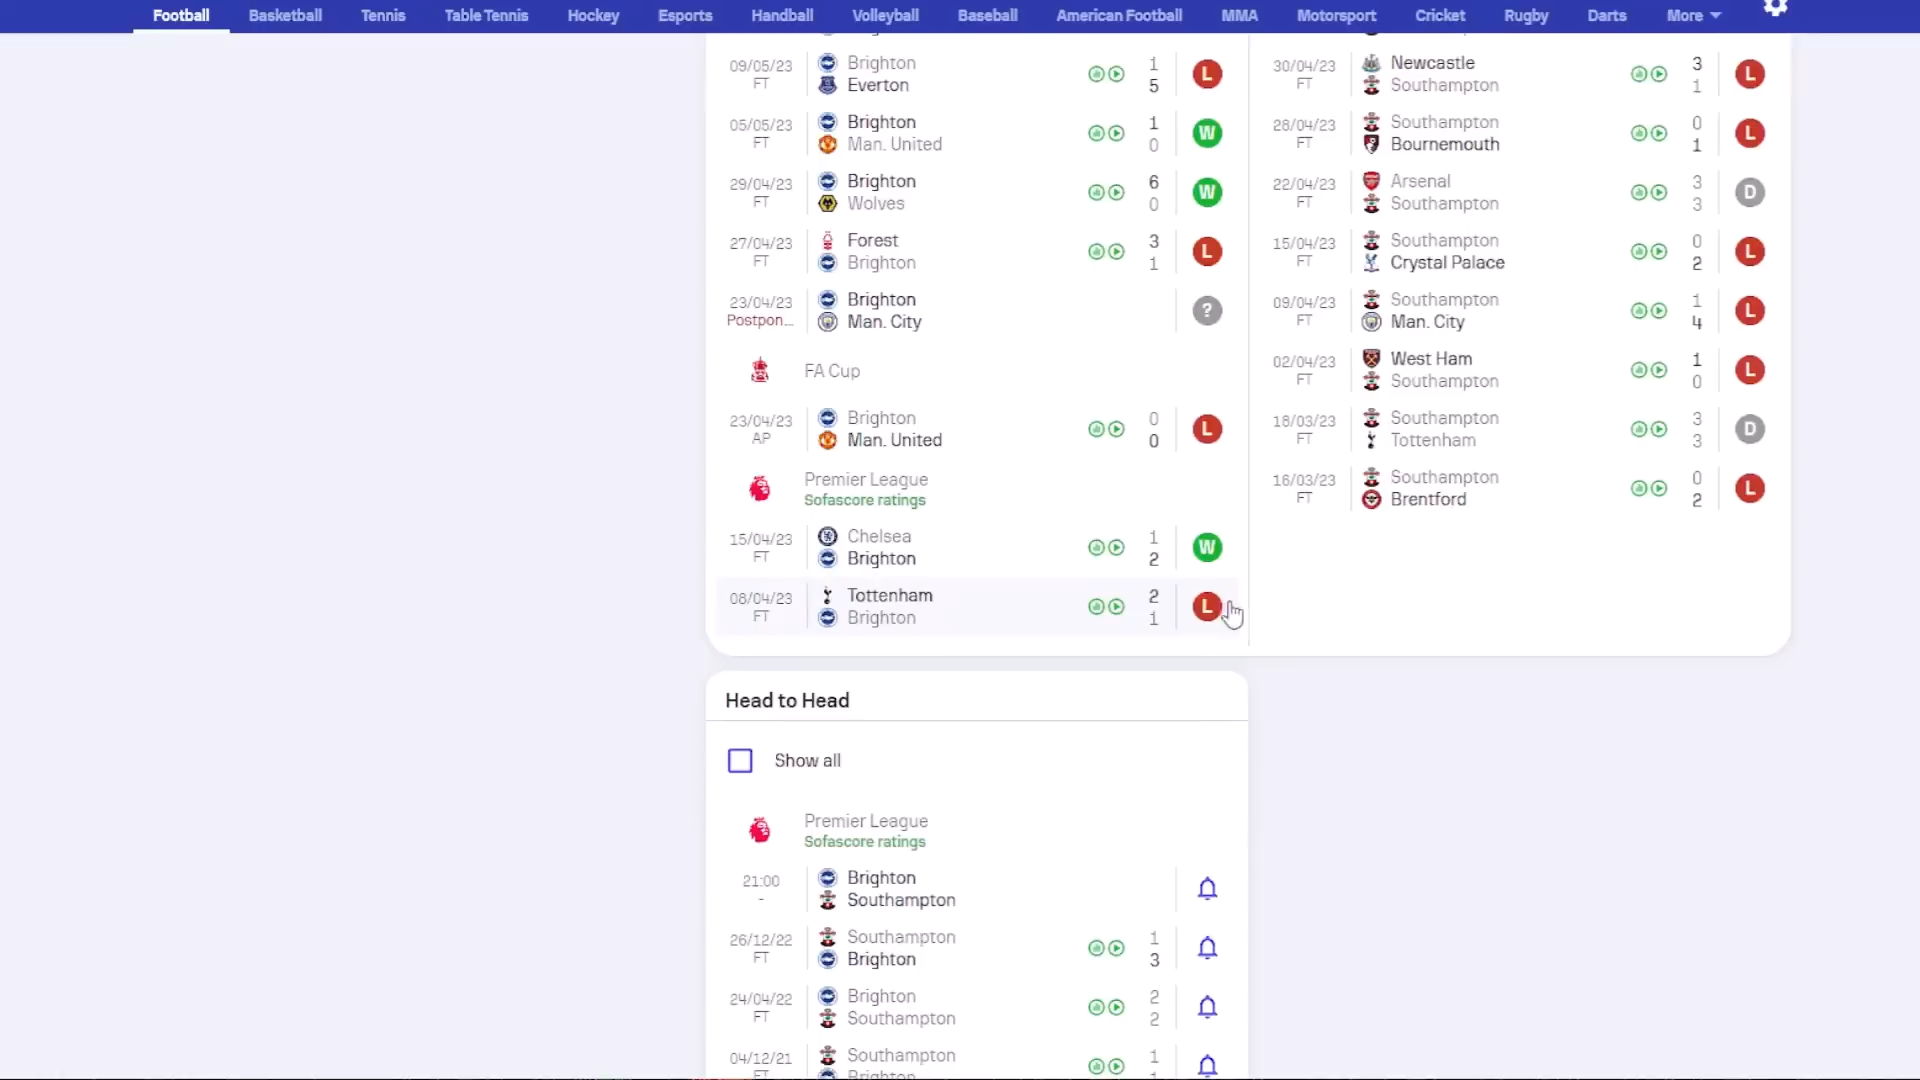 Football Basketball Tennis Table Tennis Hockey Esports Handball Volleyball Baseball American Football MMA Motorsport Cricket Rugby Darts More
09/05/23 Brighton 1
FT Everton 5 L
05/05/23 Brighton 1
FT Man. United 0 W
29/04/23 Brighton 6
FT Wolves 0 W
27/04/23 Forest 3
FT Brighton 1 L
23/04/23 Brighton
Postpon... Man. City ?
FA Cup
23/04/23 Brighton 0
AP Man. United 0 L
Premier League
Sofascore ratings
15/04/23 Chelsea 1
FT Brighton 2 W
08/04/23 Tottenham 2
FT Brighton 1 L
30/04/23 Newcastle 3
FT Southampton 1 L
28/04/23 Southampton 0
FT Bournemouth 1 L
22/04/23 Arsenal 3
FT Southampton 3 D
15/04/23 Southampton 0
FT Crystal Palace 2 L
09/04/23 Southampton 1
FT Man. City 4 L
02/04/23 West Ham 1
FT Southampton 0 L
18/03/23 Southampton 3
FT Tottenham 3 D
16/03/23 Southampton 0
FT Brentford 2 L
Head to Head
Show all
Premier League
Sofascore ratings
21:00 Brighton
- Southampton
26/12/22 Southampton 1
FT Brighton 3
24/04/22 Brighton 2
FT Southampton 2
04/12/21 Southampton 1
FT Brighton